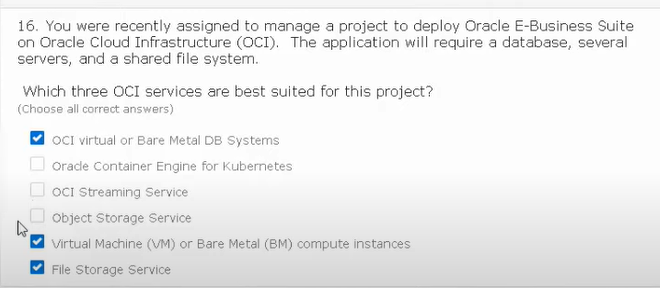 16. You were recently assigned to manage a project to deploy Oracle E-Business Suite
on Oracle Cloud Infrastructure (OCI). The application will require a database, several
servers, and a shared file system.
Which three OCI services are best suited for this project?
(Choose all correct answers)
OCI virtual or Bare Metal DB Systems
Oracle Container Engine for Kubernetes
OCI Streaming Service
Object Storage Service
Virtual Machine (VM) or Bare Metal (BM) compute instances
File Storage Service